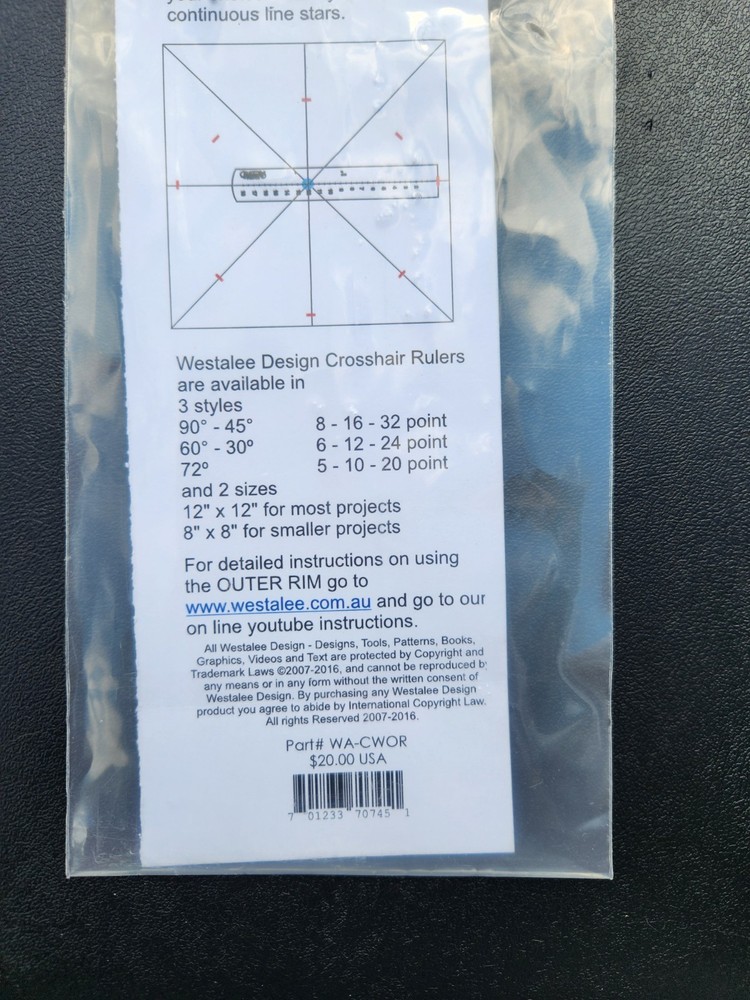 continuous line stars.
Westalee Design Crosshair Rulers
are available in
3 styles
90° - 45° 8 - 16 - 32 point
60° - 30º 6 - 12 - 24 point
72º 5 - 10 - 20 point
and 2 sizes
12" x 12" for most projects
8" x 8" for smaller projects
For detailed instructions on using
the OUTER RIM go to
www.westalee.com.au and go to our
on line youtube instructions.
All Westalee Design - Designs, Tools, Patterns, Books,
Graphics, Videos and Text are protected by Copyright and
Trademark Laws ©2007-2016, and cannot be reproduced by
any means or in any form without the written consent of
Westalee Design. By purchasing any Westalee Design
product you agree to abide by International Copyright Law.
All rights Reserved 2007-2016.
Part# WA-CWOR
$20.00 USA
7 01233 70745 1